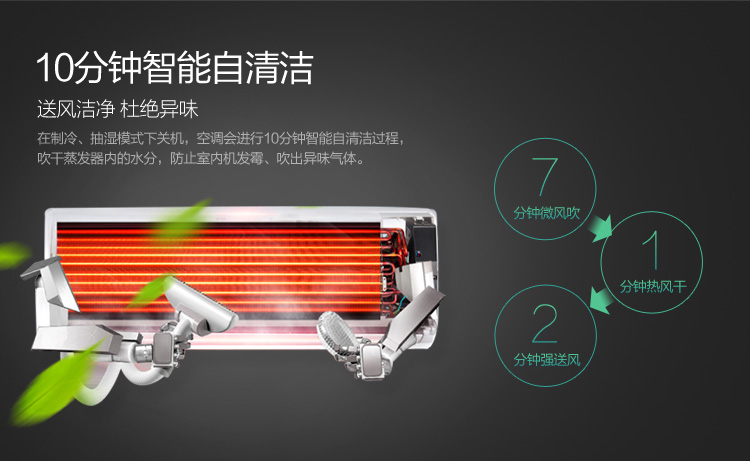 10分钟智能自清洁
送风洁净 杜绝异味
在制冷、抽湿模式下关机，空调会进行10分钟智能自清洁过程，
吹干蒸发器内的水分，防止室内机发霉、吹出异味气体。
7
分钟微风吹
1
分钟热风干
2
分钟强送风